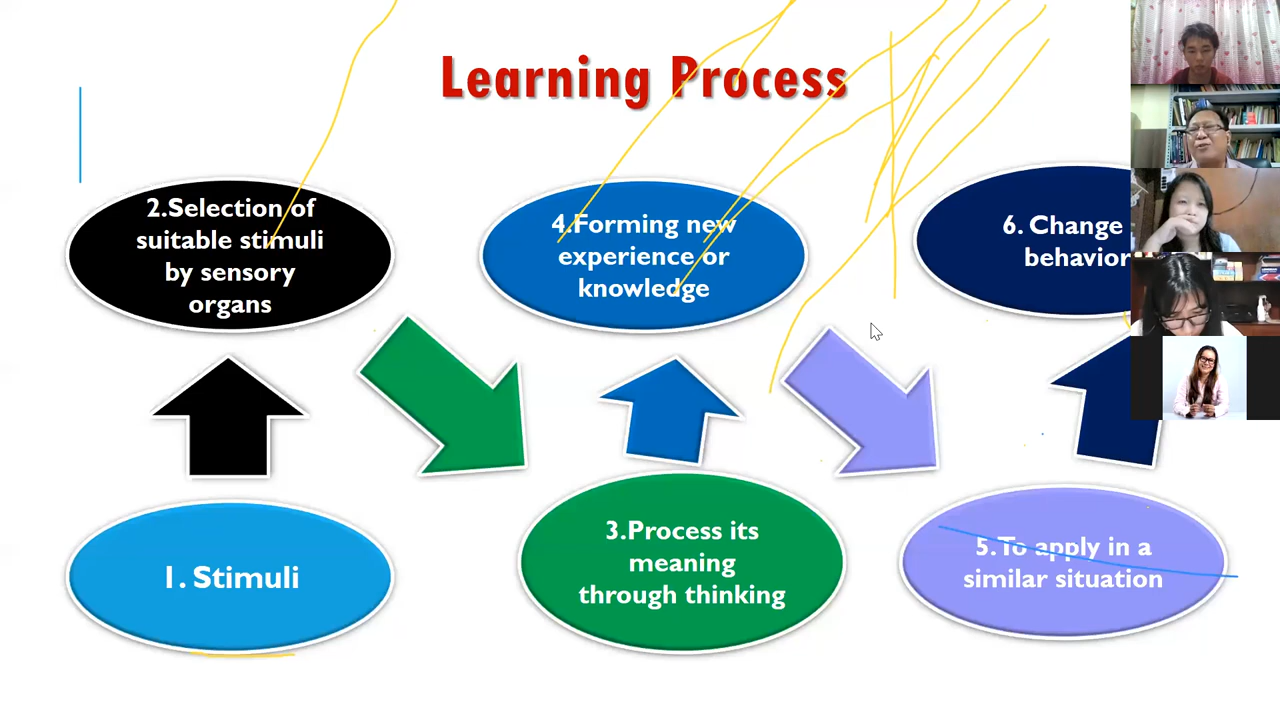 Learning Process
2.Selection of
suitable stimuli
by sensory
organs
4.Forming new
experience or
knowledge
6. Change
behavior
1. Stimuli
3.Process its
meaning
through thinking
5.To apply in a
similar situation